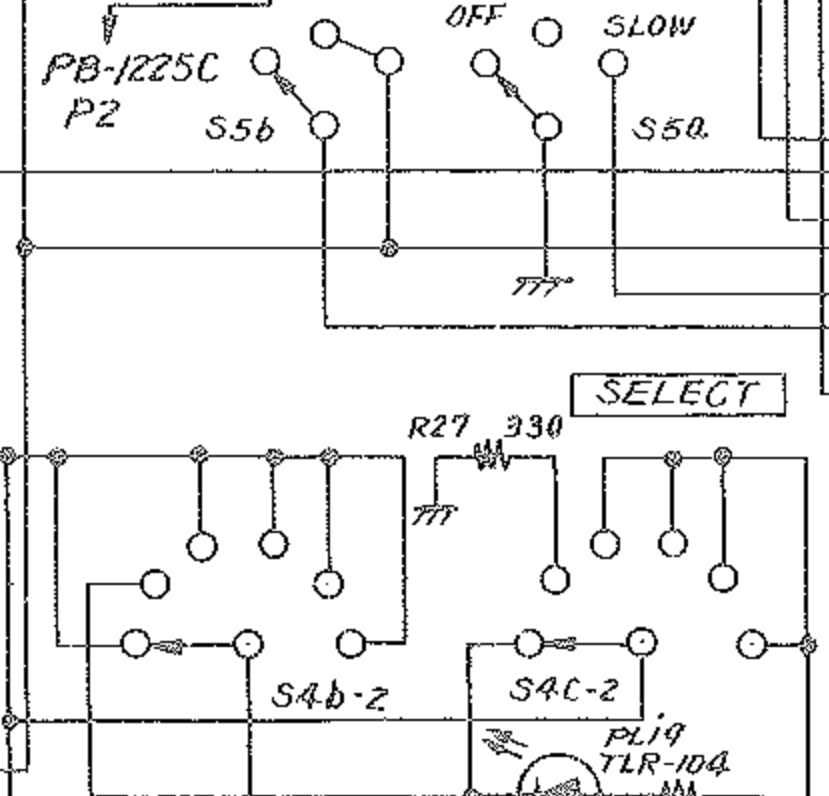 OFF
SLOW
PB-1225C
P2
S5b
S5a
SELECT
R27 330
S4b-2
S4C-2
PL19
TLR-104